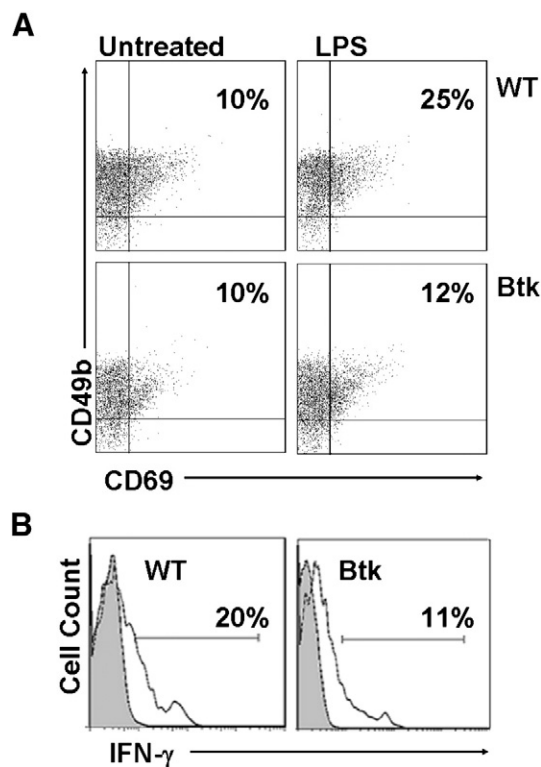 A
Untreated LPS
10% 25% WT
10% 12% Btk
CD49b
CD69
B
WT Btk
20% 11%
Cell Count
IFN-γ